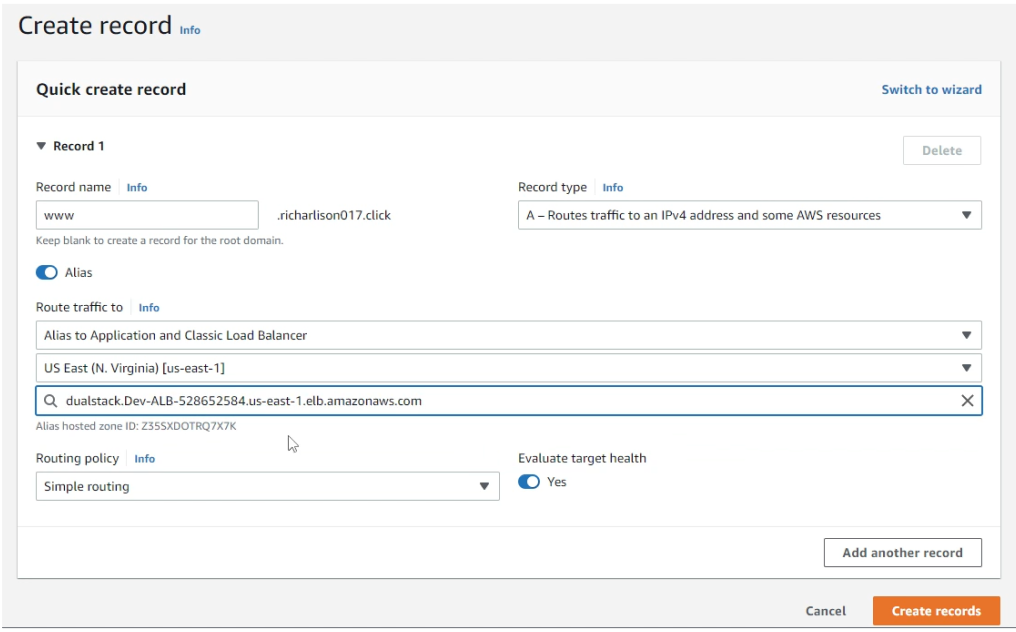 Create record Info
Quick create record
Switch to wizard
Record 1
Delete
Record name Info
www
.richarlison017.click
Keep blank to create a record for the root domain.
Record type Info
A – Routes traffic to an IPv4 address and some AWS resources
Alias
Route traffic to Info
Alias to Application and Classic Load Balancer
US East (N. Virginia) [us-east-1]
dualstack.Dev-ALB-528652584.us-east-1.elb.amazonaws.com
Alias hosted zone ID: Z35SXDOTRQ7X7K
Routing policy Info
Simple routing
Evaluate target health
Yes
Add another record
Cancel
Create records